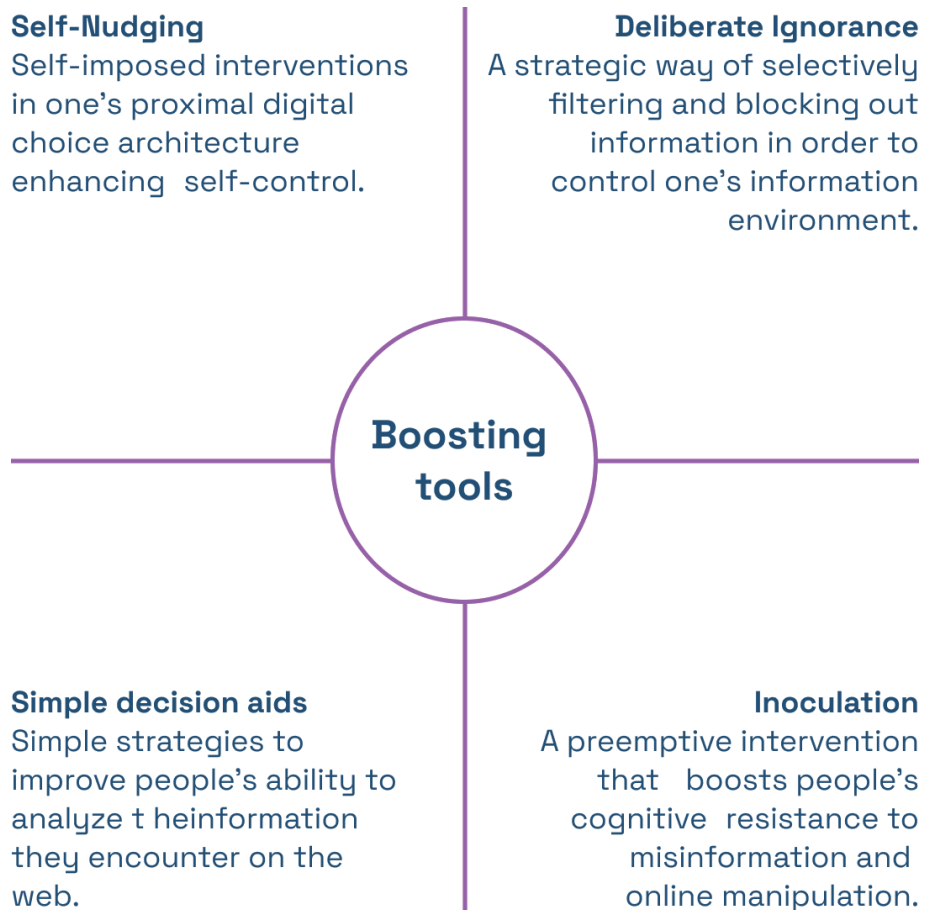 Self-Nudging
Self-imposed interventions
in one's proximal digital
choice architecture
enhancing  self-control.
Deliberate Ignorance
A strategic way of selectively
filtering and blocking out
information in order to
control one's information
environment.
Boosting
tools
Simple decision aids
Simple strategies to
improve people's ability to
analyze t heinformation
they encounter on the
web.
Inoculation
A preemptive intervention
that  boosts people's
cognitive  resistance to
misinformation and
online manipulation.